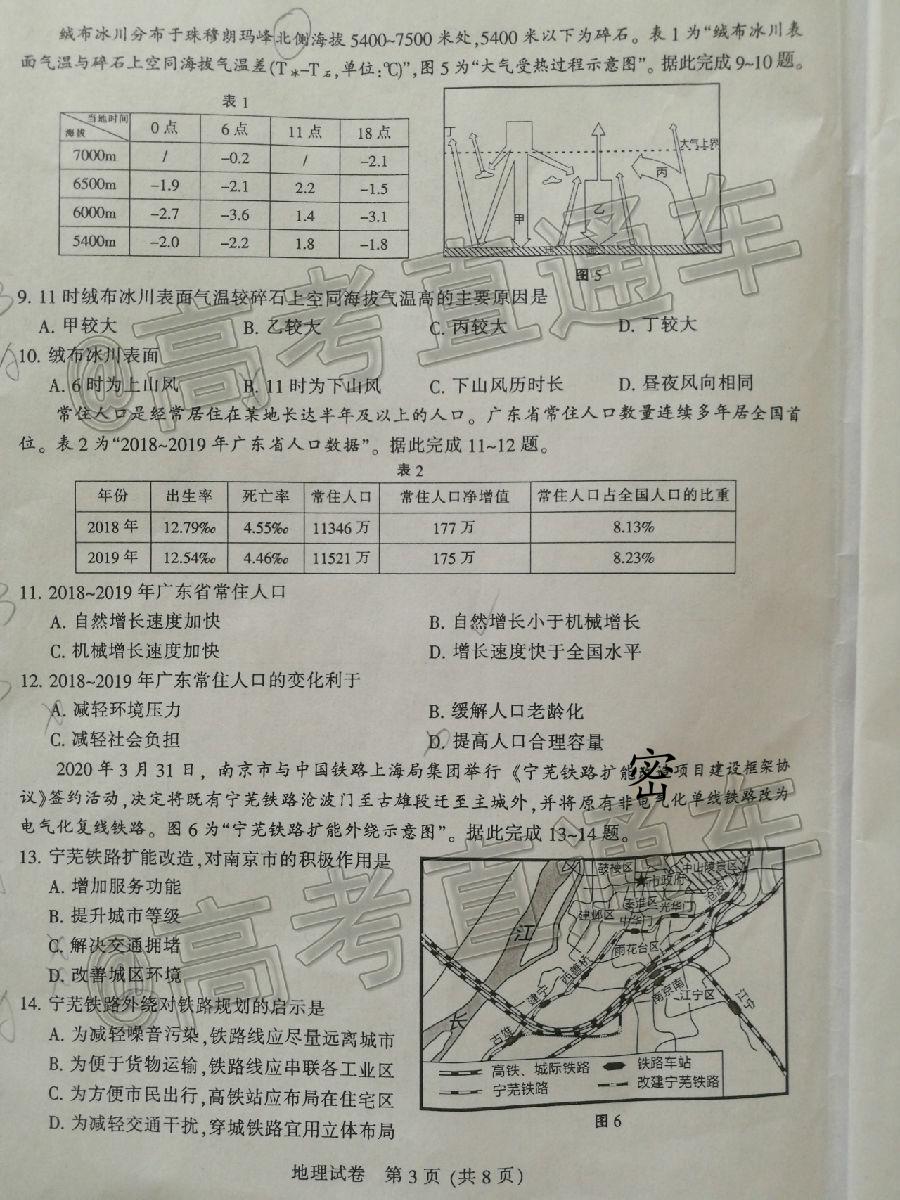 绒布冰川分布于珠穆朗玛峰北侧海拔5400~7500米处,5400米以下为碎石。表1为“绒布冰川表
面气温与碎石上空同海拔气温差(T冰-T石,单位:℃)”,图5为“大气受热过程示意图”。据此完成9~10题。
表1
当地时间 海拔 0点 6点 11点 18点
7000m / -0.2 / -2.1
6500m -1.9 -2.1 2.2 -1.5
6000m -2.7 -3.6 1.4 -3.1
5400m -2.0 -2.2 1.8 -1.8
丁 大气上界 丙 甲 乙
图5
9. 11时绒布冰川表面气温较碎石上空同海拔气温高的主要原因是
A. 甲较大 B. 乙较大 C. 丙较大 D. 丁较大
10. 绒布冰川表面
A. 6时为上山风 B. 11时为下山风 C. 下山风历时长 D. 昼夜风向相同
常住人口是经常居住在某地长达半年及以上的人口。广东省常住人口数量连续多年居全国首
位。表2为“2018~2019年广东省人口数据”。据此完成11~12题。
表2
年份 出生率 死亡率 常住人口 常住人口净增值 常住人口占全国人口的比重
2018年 12.79‰ 4.55‰ 11346万 177万 8.13%
2019年 12.54‰ 4.46‰ 11521万 175万 8.23%
11. 2018~2019年广东省常住人口
A. 自然增长速度加快 B. 自然增长小于机械增长
C. 机械增长速度加快 D. 增长速度快于全国水平
12. 2018~2019年广东常住人口的变化利于
A. 减轻环境压力 B. 缓解人口老龄化
C. 减轻社会负担 D. 提高人口合理容量
2020年3月31日,南京市与中国铁路上海局集团举行《宁芜铁路扩能 项目建设框架协
密
议》签约活动,决定将既有宁芜铁路沧波门至古雄段迁至主城外,并将原有非电气化单线铁路改为
电气化复线铁路。图6为“宁芜铁路扩能外绕示意图”。据此完成13~14题。
13. 宁芜铁路扩能改造,对南京市的积极作用是
A. 增加服务功能
B. 提升城市等级
C. 解决交通拥堵
D. 改善城区环境
14. 宁芜铁路外绕对铁路规划的启示是
A. 为减轻噪音污染,铁路线应尽量远离城市
B. 为便于货物运输,铁路线应串联各工业区
C. 为方便市民出行,高铁站应布局在住宅区
D. 为减轻交通干扰,穿城铁路宜用立体布局
鼓楼区 中山陵景区
市政府
秦淮区 光华门
建邺区 中华门
雨花台区
江
西善桥
建宁
南京南 江宁区 江宁
古雄
长
高铁、城际铁路 铁路车站
宁芜铁路 改建宁芜铁路
图6
地理试卷 第3页(共8页)
@高考直通车
@高考直通车